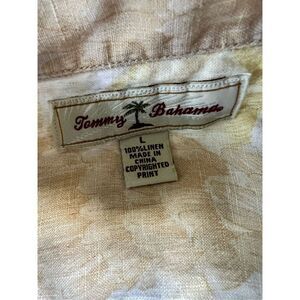 Tommy Bahama
L
100% LINEN
MADE IN
CHINA
COPYRIGHTED
PRINT